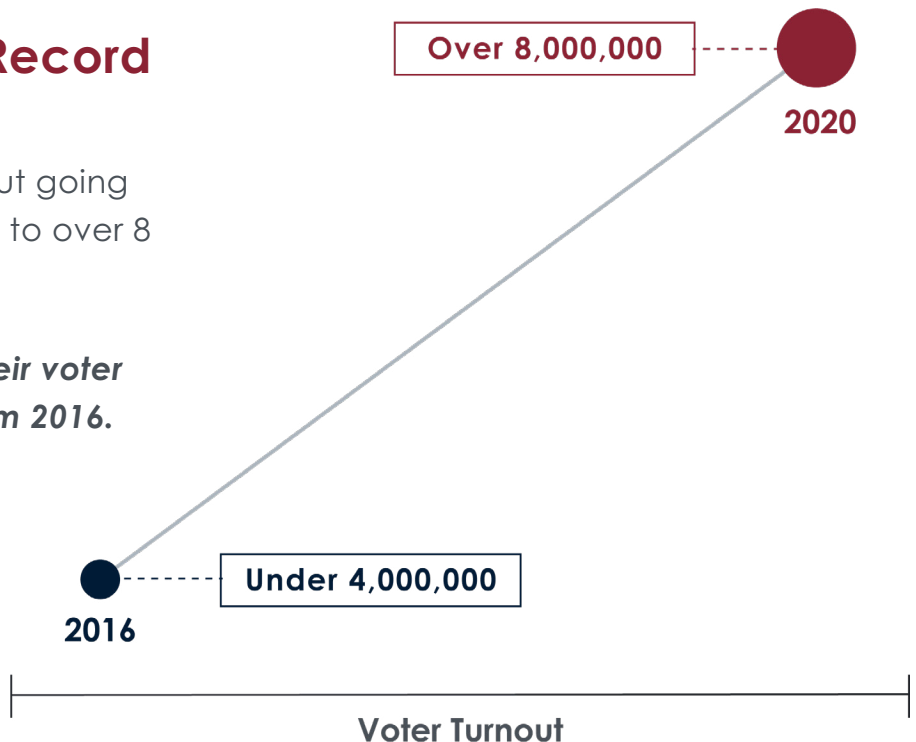 Record
ut going
to over 8
eir voter
m 2016.
Over 8,000,000
2020
Under 4,000,000
2016
Voter Turnout